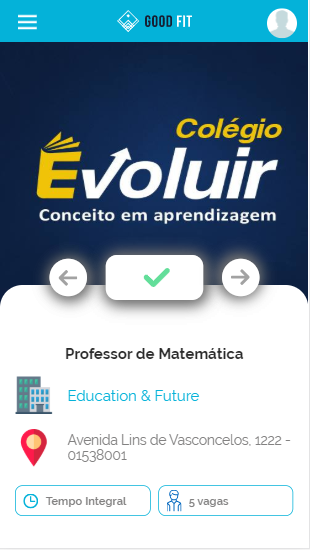 GOOD FIT
Colégio
Evoluir
Conceito em aprendizagem
Professor de Matemática
Education & Future
Avenida Lins de Vasconcelos, 1222 -
01538001
Tempo Integral
5 vagas